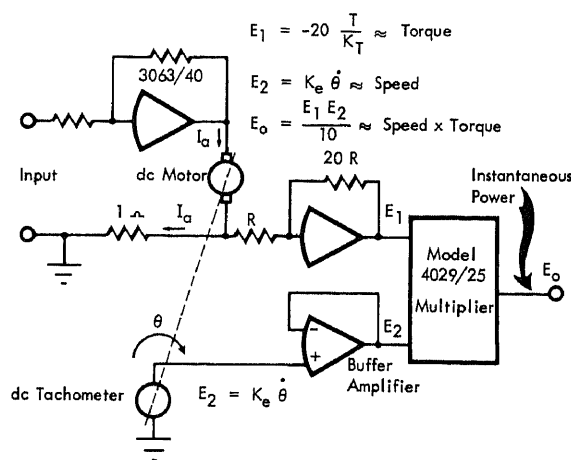 E1 = -20 T/KT ≈ Torque
3063/40
E2 = Ke θ̇ ≈ Speed
Ia
Eo = E1 E2/10 ≈ Speed x Torque
Input
dc Motor
20 R
Instantaneous
Power
1 Ω
Ia
R
E1
Model
4029/25
Multiplier
Eo
θ
-
+
E2
Buffer
Amplifier
dc Tachometer
E2 = Ke θ̇